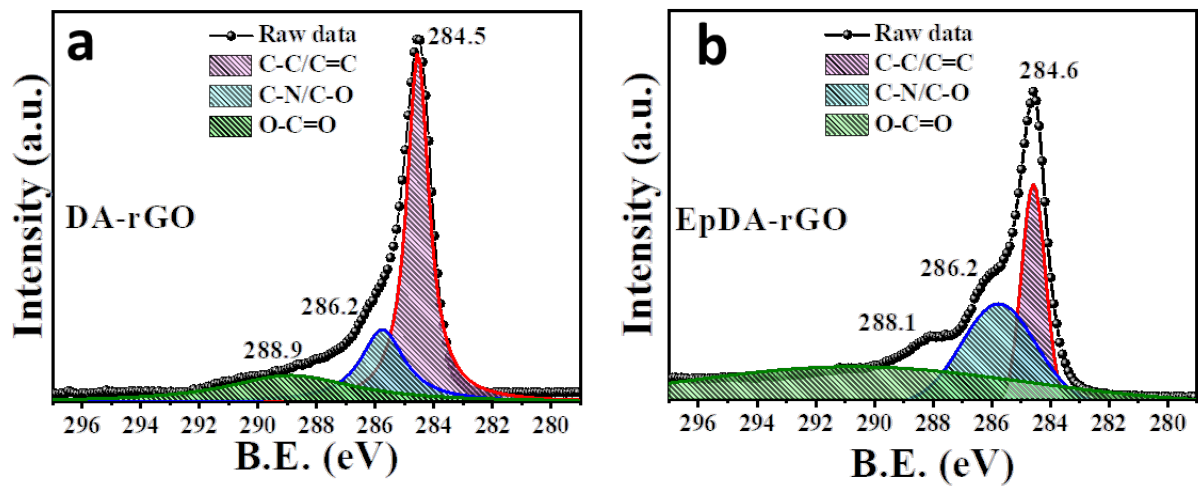 a
Raw data
C-C/C=C
C-N/C-O
O-C=O
284.5
DA-rGO
286.2
288.9
Intensity (a.u.)
296 294 292 290 288 286 284 282 280
B.E. (eV)
b
Raw data
C-C/C=C
C-N/C-O
O-C=O
284.6
EpDA-rGO
286.2
288.1
Intensity (a.u.)
296 294 292 290 288 286 284 282 280
B.E. (eV)